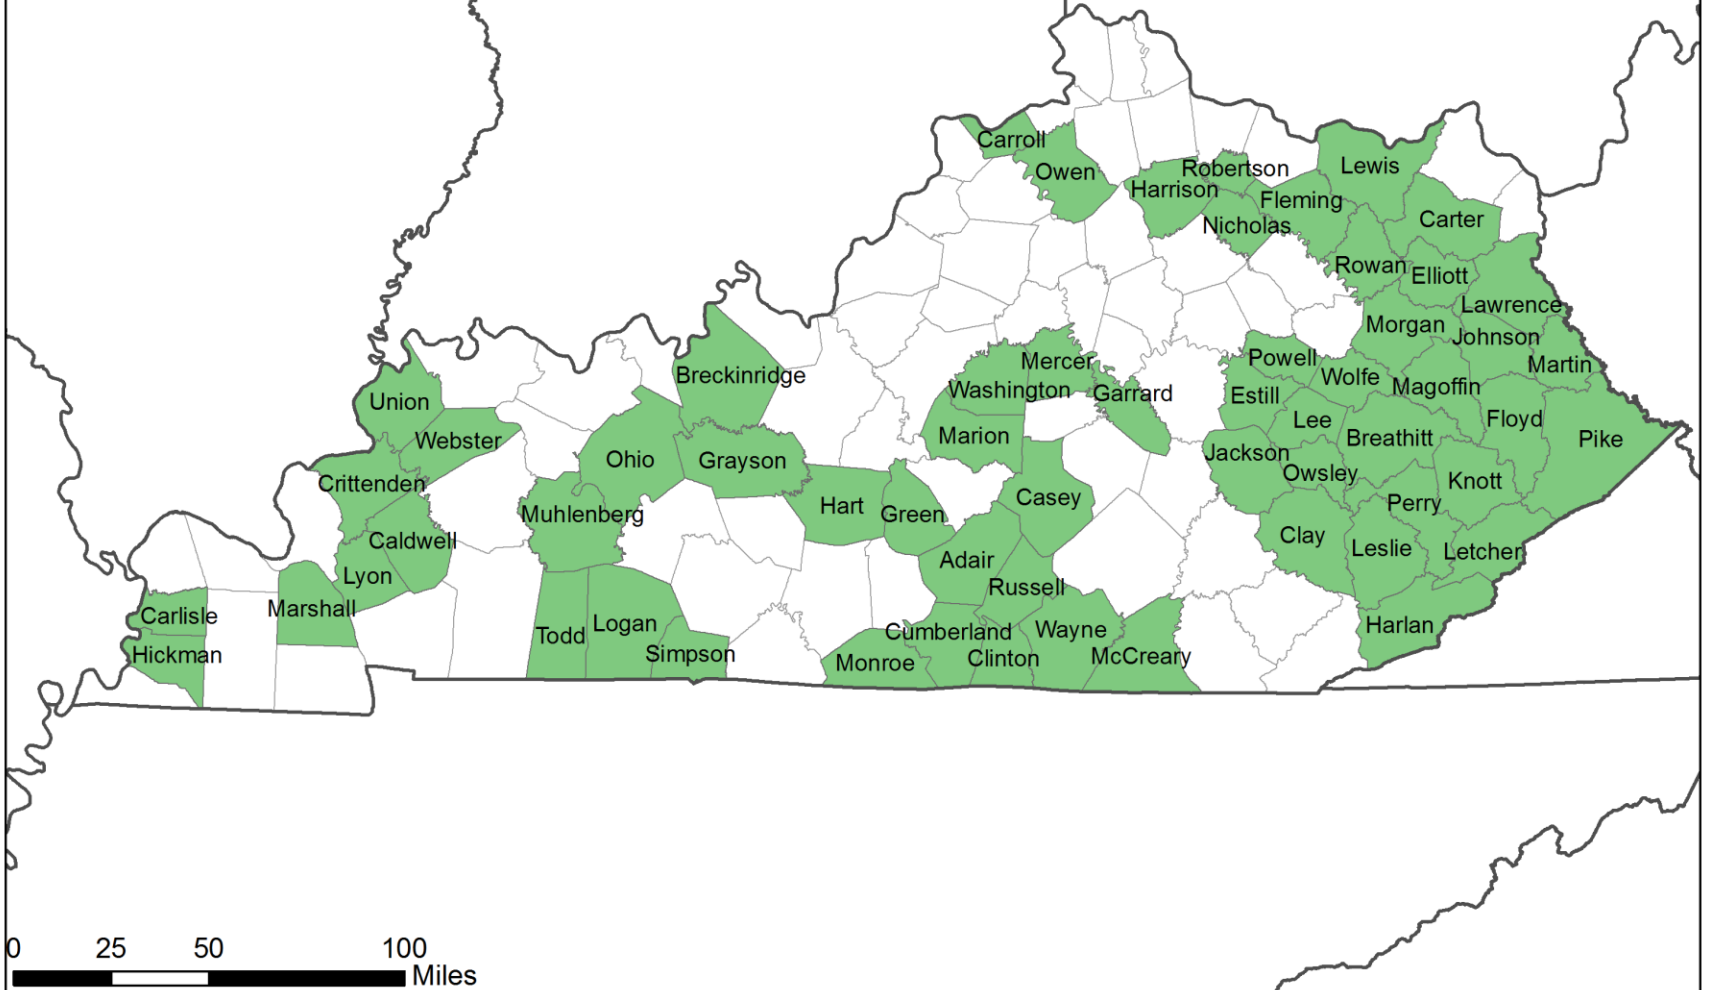 Carroll
Owen
Robertson
Lewis
Harrison
Fleming
Nicholas
Carter
Rowan
Elliott
Lawrence
Morgan
Johnson
Martin
Mercer
Powell
Breckinridge
Washington
Garrard
Estill
Wolfe
Magoffin
Union
Lee
Floyd
Webster
Marion
Breathitt
Pike
Ohio
Grayson
Jackson
Owsley
Crittenden
Knott
Casey
Hart
Green
Perry
Muhlenberg
Caldwell
Clay
Leslie
Letcher
Adair
Lyon
Russell
Marshall
Carlisle
Logan
Harlan
Todd
Cumberland
Wayne
Hickman
Simpson
Monroe
Clinton
McCreary
0 25 50 100
Miles